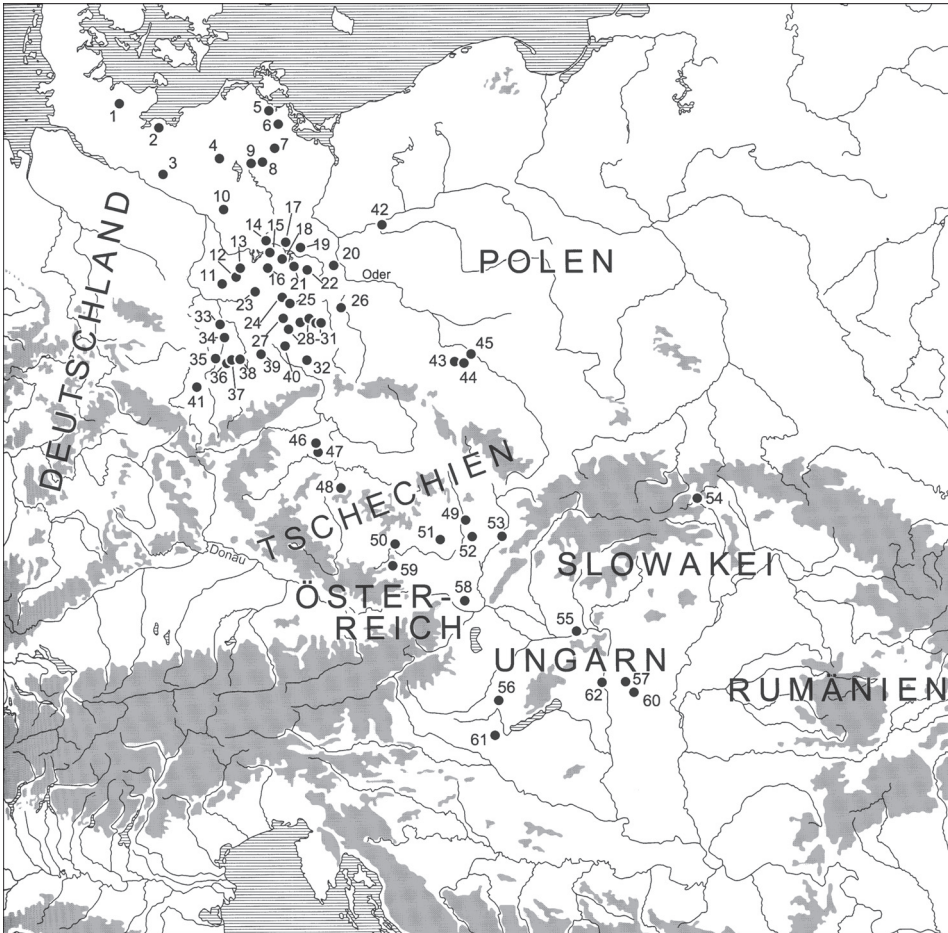 1
2
3
4
5
6
7
8
9
10
42
17
14 15 18
19
20
Oder
12 13
11
16 21 22
23
24 25 26
27 28-31
33
34
35 36 37 38 39 40 32
41
43 44 45
DEUTSCHLAND
POLEN
46
47
48
TSCHECHIEN
49
50 51 52 53
54
Donau
59
SLOWAKEI
ÖSTER-
REICH
58
55
UNGARN
56
57
60
62
61
RUMÄNIEN